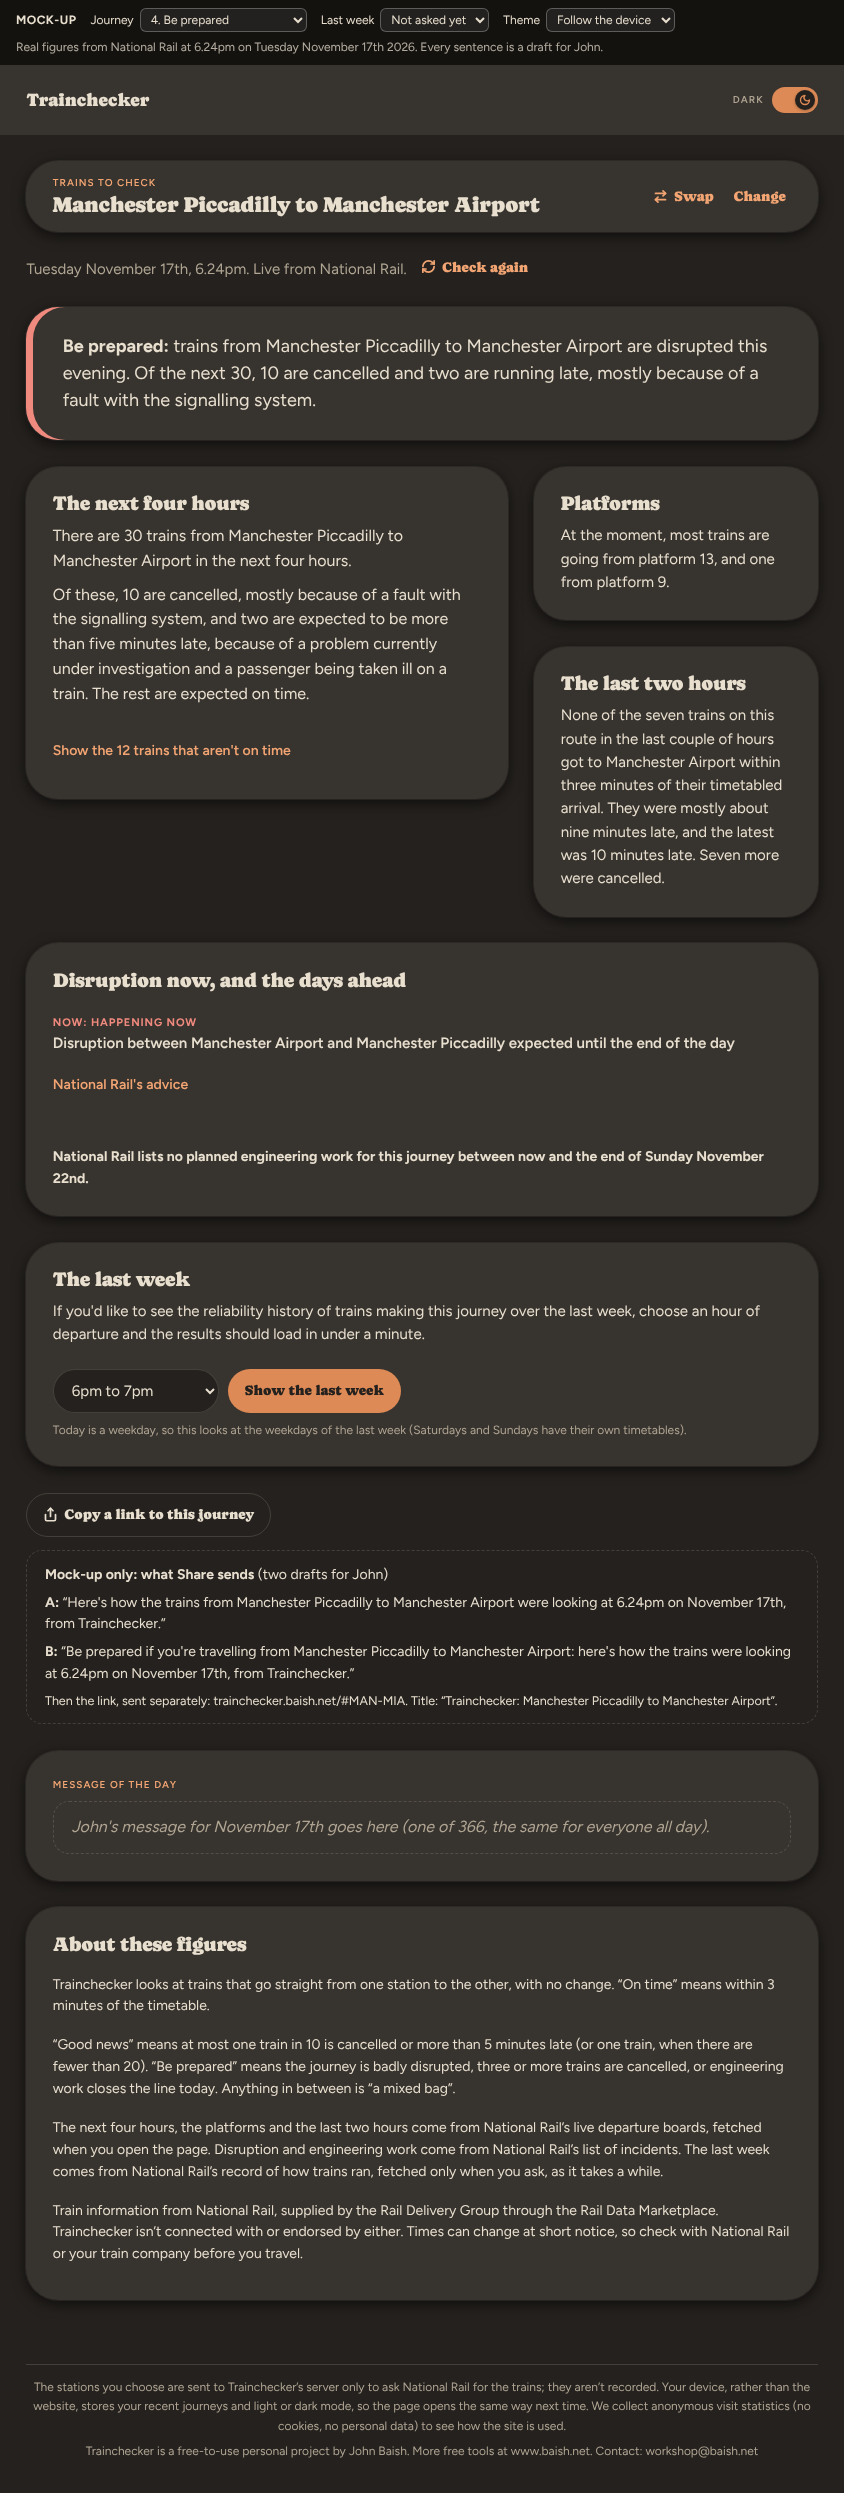 MOCK-UP Journey 4. Be prepared Last week Not asked yet Theme Follow the device
Real figures from National Rail at 6.24pm on Tuesday November 17th 2026. Every sentence is a draft for John.
Trainchecker
DARK
TRAINS TO CHECK
Manchester Piccadilly to Manchester Airport
Swap Change
Tuesday November 17th, 6.24pm. Live from National Rail. Check again
Be prepared: trains from Manchester Piccadilly to Manchester Airport are disrupted this
evening. Of the next 30, 10 are cancelled and two are running late, mostly because of a
fault with the signalling system.
The next four hours
There are 30 trains from Manchester Piccadilly to
Manchester Airport in the next four hours.
Of these, 10 are cancelled, mostly because of a fault with
the signalling system, and two are expected to be more
than five minutes late, because of a problem currently
under investigation and a passenger being taken ill on a
train. The rest are expected on time.
Show the 12 trains that aren't on time
Platforms
At the moment, most trains are
going from platform 13, and one
from platform 9.
The last two hours
None of the seven trains on this
route in the last couple of hours
got to Manchester Airport within
three minutes of their timetabled
arrival. They were mostly about
nine minutes late, and the latest
was 10 minutes late. Seven more
were cancelled.
Disruption now, and the days ahead
NOW: HAPPENING NOW
Disruption between Manchester Airport and Manchester Piccadilly expected until the end of the day
National Rail's advice
National Rail lists no planned engineering work for this journey between now and the end of Sunday November
22nd.
The last week
If you'd like to see the reliability history of trains making this journey over the last week, choose an hour of
departure and the results should load in under a minute.
6pm to 7pm Show the last week
Today is a weekday, so this looks at the weekdays of the last week (Saturdays and Sundays have their own timetables).
Copy a link to this journey
Mock-up only: what Share sends (two drafts for John)
A: “Here's how the trains from Manchester Piccadilly to Manchester Airport were looking at 6.24pm on November 17th,
from Trainchecker.”
B: “Be prepared if you're travelling from Manchester Piccadilly to Manchester Airport: here's how the trains were looking
at 6.24pm on November 17th, from Trainchecker.”
Then the link, sent separately: trainchecker.baish.net/#MAN-MIA. Title: “Trainchecker: Manchester Piccadilly to Manchester Airport”.
MESSAGE OF THE DAY
John's message for November 17th goes here (one of 366, the same for everyone all day).
About these figures
Trainchecker looks at trains that go straight from one station to the other, with no change. “On time” means within 3
minutes of the timetable.
“Good news” means at most one train in 10 is cancelled or more than 5 minutes late (or one train, when there are
fewer than 20). “Be prepared” means the journey is badly disrupted, three or more trains are cancelled, or engineering
work closes the line today. Anything in between is “a mixed bag”.
The next four hours, the platforms and the last two hours come from National Rail’s live departure boards, fetched
when you open the page. Disruption and engineering work come from National Rail’s list of incidents. The last week
comes from National Rail’s record of how trains ran, fetched only when you ask, as it takes a while.
Train information from National Rail, supplied by the Rail Delivery Group through the Rail Data Marketplace.
Trainchecker isn’t connected with or endorsed by either. Times can change at short notice, so check with National Rail
or your train company before you travel.
The stations you choose are sent to Trainchecker’s server only to ask National Rail for the trains; they aren’t recorded. Your device, rather than the
website, stores your recent journeys and light or dark mode, so the page opens the same way next time. We collect anonymous visit statistics (no
cookies, no personal data) to see how the site is used.
Trainchecker is a free-to-use personal project by John Baish. More free tools at www.baish.net. Contact: workshop@baish.net